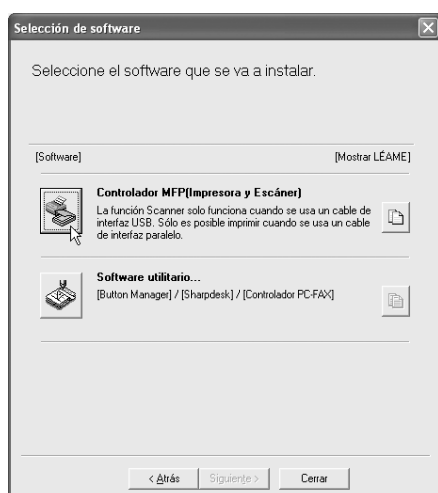 Selección de software
Seleccione el software que se va a instalar.
[Software] [Mostrar LÉAME]
Controlador MFP(Impresora y Escáner)
La función Scanner solo funciona cuando se usa un cable de
interfaz USB. Sólo es posible imprimir cuando se usa un cable
de interfaz paralelo.
Software utilitario...
[Button Manager] / [Sharpdesk] / [Controlador PC-FAX]
< Atrás Siguiente > Cerrar